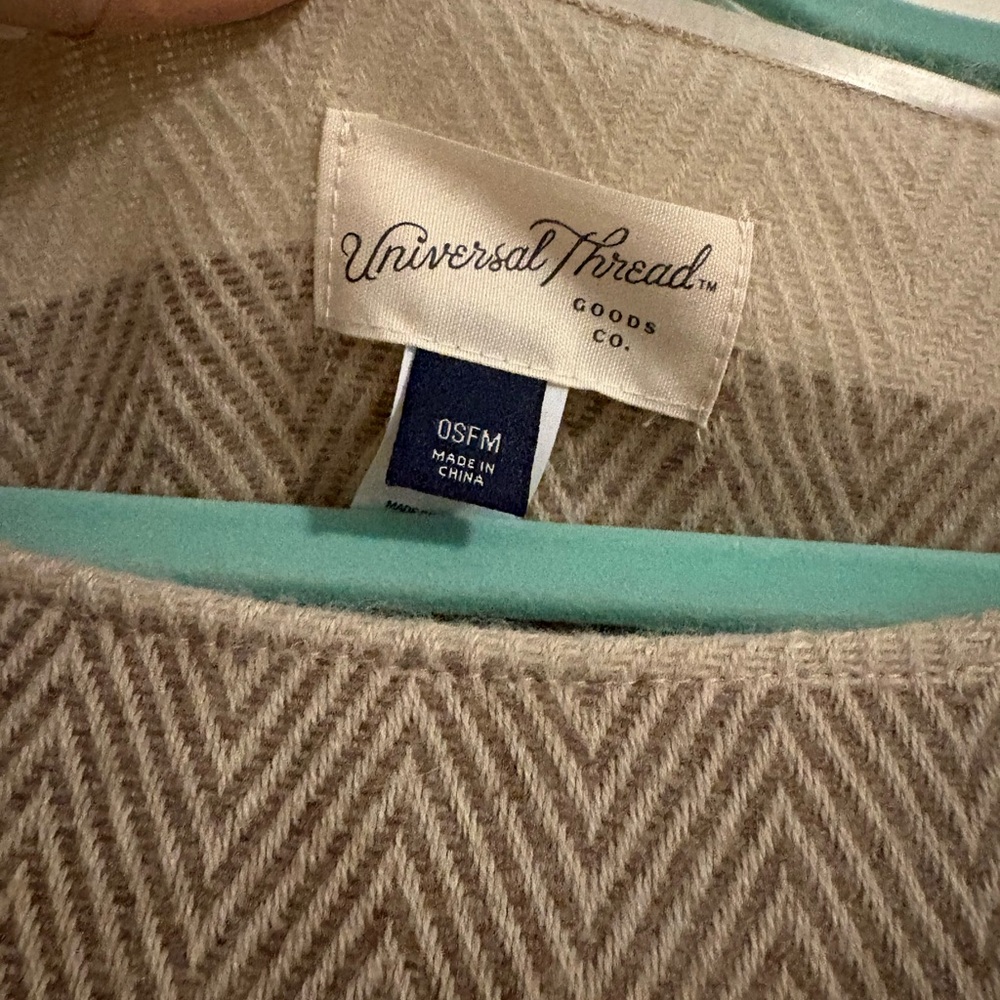 Universal Thread™
GOODS
CO.
OSFM
MADE IN
CHINA